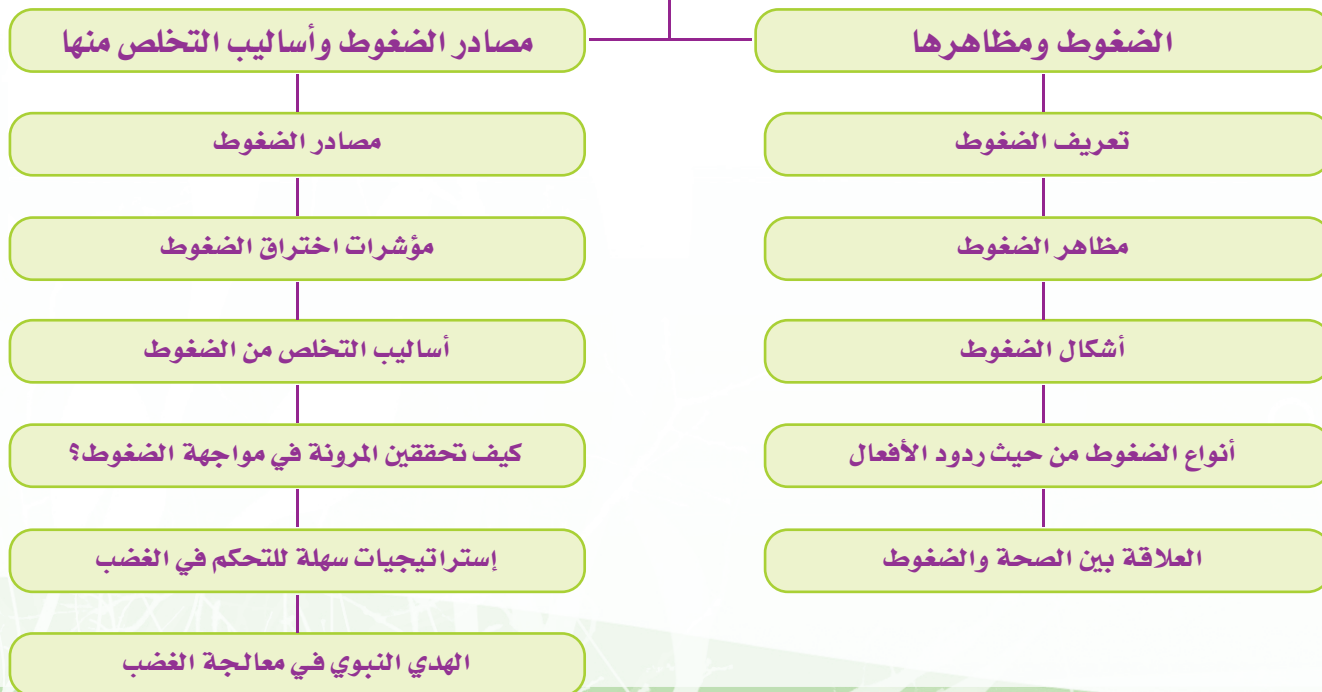 الضغوط ومظاهرها
تعريف الضغوط
مظاهر الضغوط
أشكال الضغوط
أنواع الضغوط من حيث ردود الأفعال
العلاقة بين الصحة والضغوط
مصادر الضغوط وأساليب التخلص منها
مصادر الضغوط
مؤشرات اختراق الضغوط
أساليب التخلص من الضغوط
كيف تحققين المرونة في مواجهة الضغوط؟
إستراتيجيات سهلة للتحكم في الغضب
الهدي النبوي في معالجة الغضب